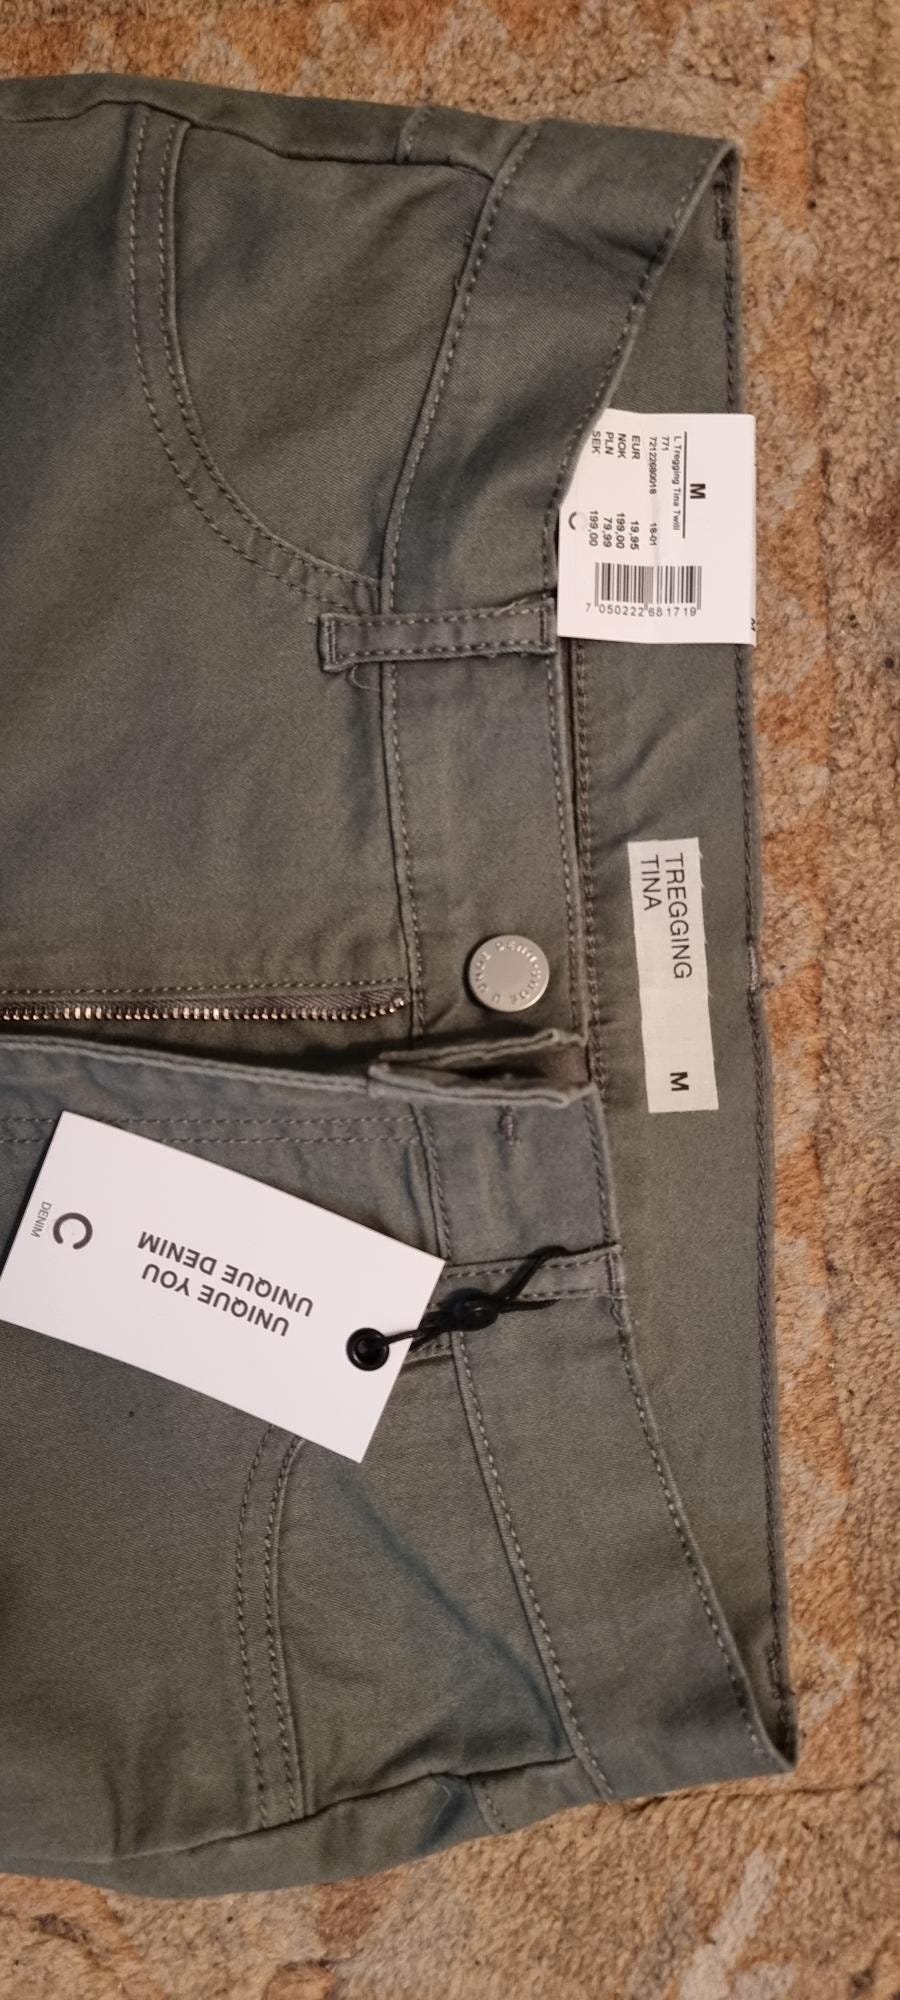 M
L Tregging Tina Twill
771
72122680018 18-01
EUR 19,95
NOK 199,00
PLN 79,99
SEK 199,00
7 050222 681719
TREGGING
TINA
M
UNIQUE YOU
UNIQUE DENIM
C
DENIM